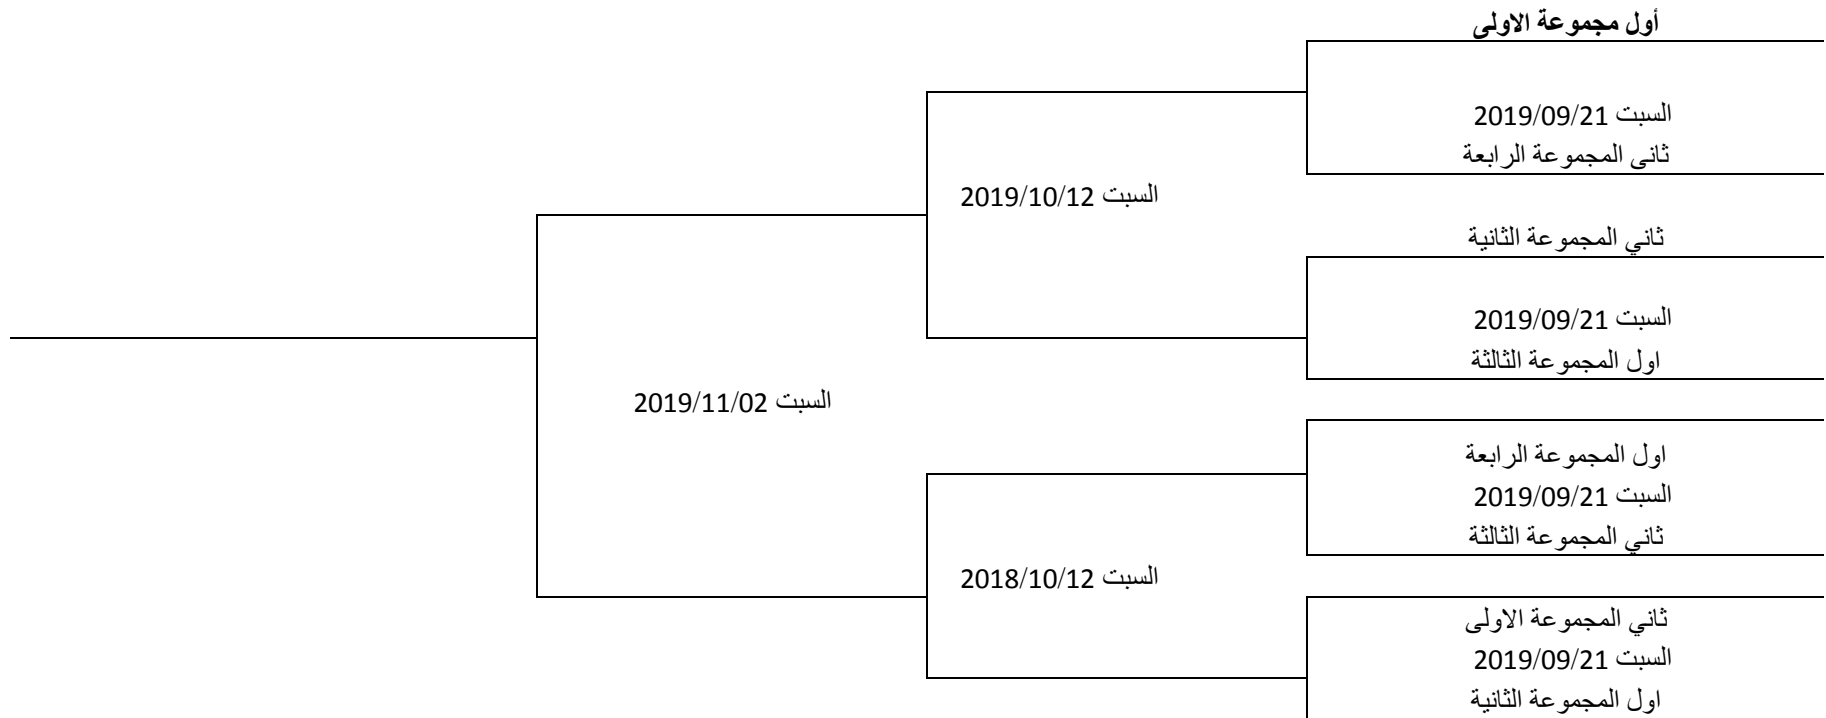 أول مجموعة الاولى
السبت 2019/09/21
ثانى المجموعة الرابعة
السبت 2019/10/12
ثاني المجموعة الثانية
السبت 2019/09/21
اول المجموعة الثالثة
السبت 2019/11/02
اول المجموعة الرابعة
السبت 2019/09/21
ثاني المجموعة الثالثة
السبت 2018/10/12
ثاني المجموعة الاولى
السبت 2019/09/21
اول المجموعة الثانية